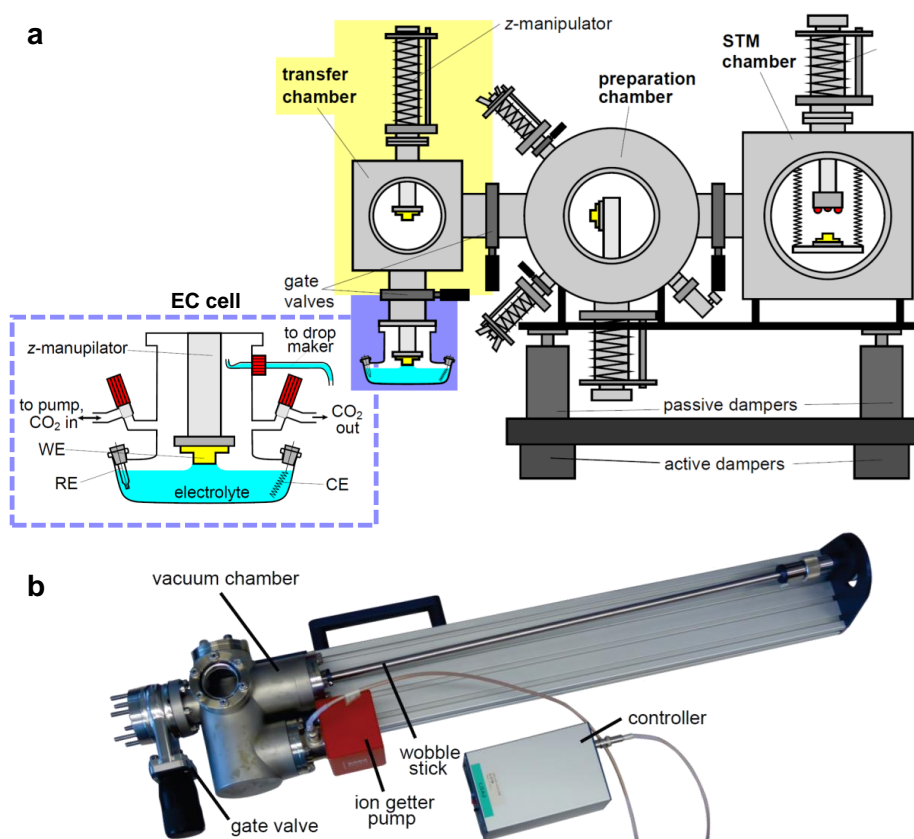 a
z-manipulator
STM
chamber
transfer
chamber
preparation
chamber
gate
valves
EC cell
z-manupilator
to drop
maker
to pump,
CO₂ in
CO₂
out
WE
RE
electrolyte
CE
passive dampers
active dampers
b
vacuum chamber
controller
wobble
stick
ion getter
pump
gate valve